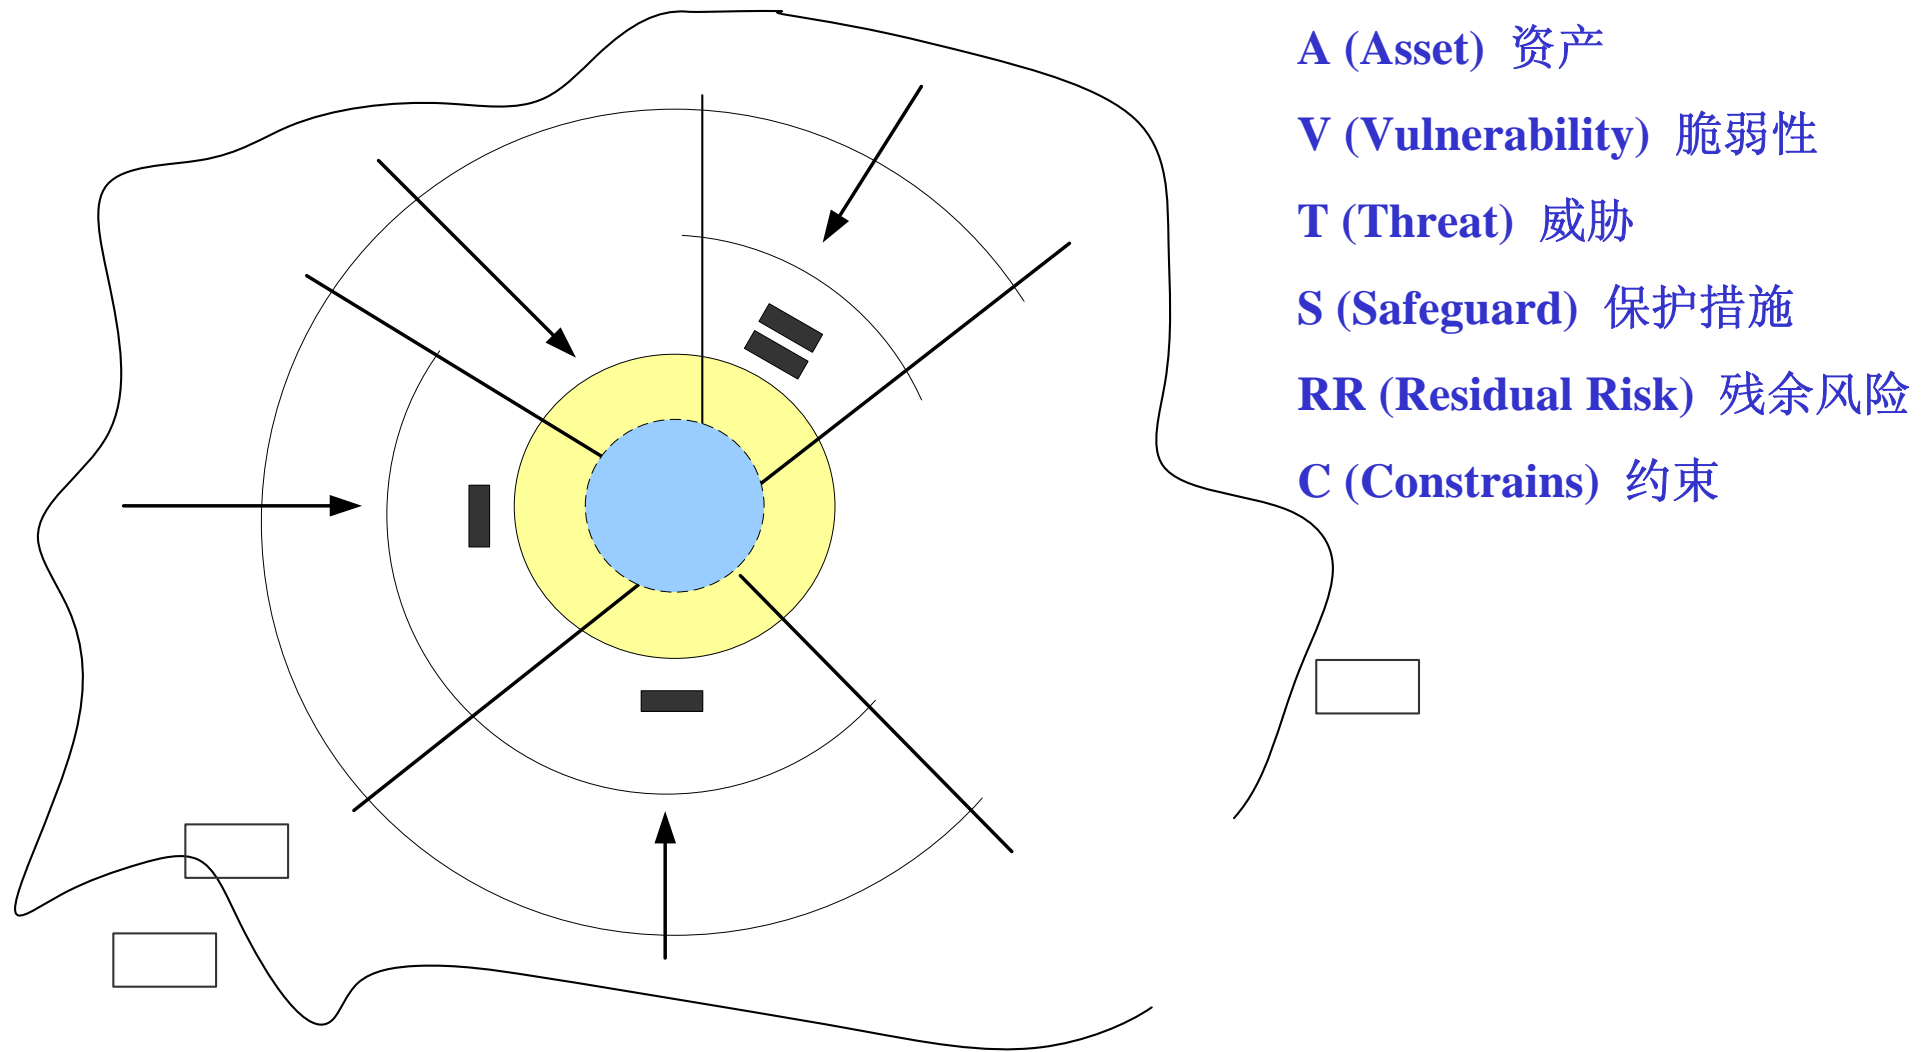 A (Asset) 资产
V (Vulnerability) 脆弱性
T (Threat) 威胁
S (Safeguard) 保护措施
RR (Residual Risk) 残余风险
C (Constrains) 约束